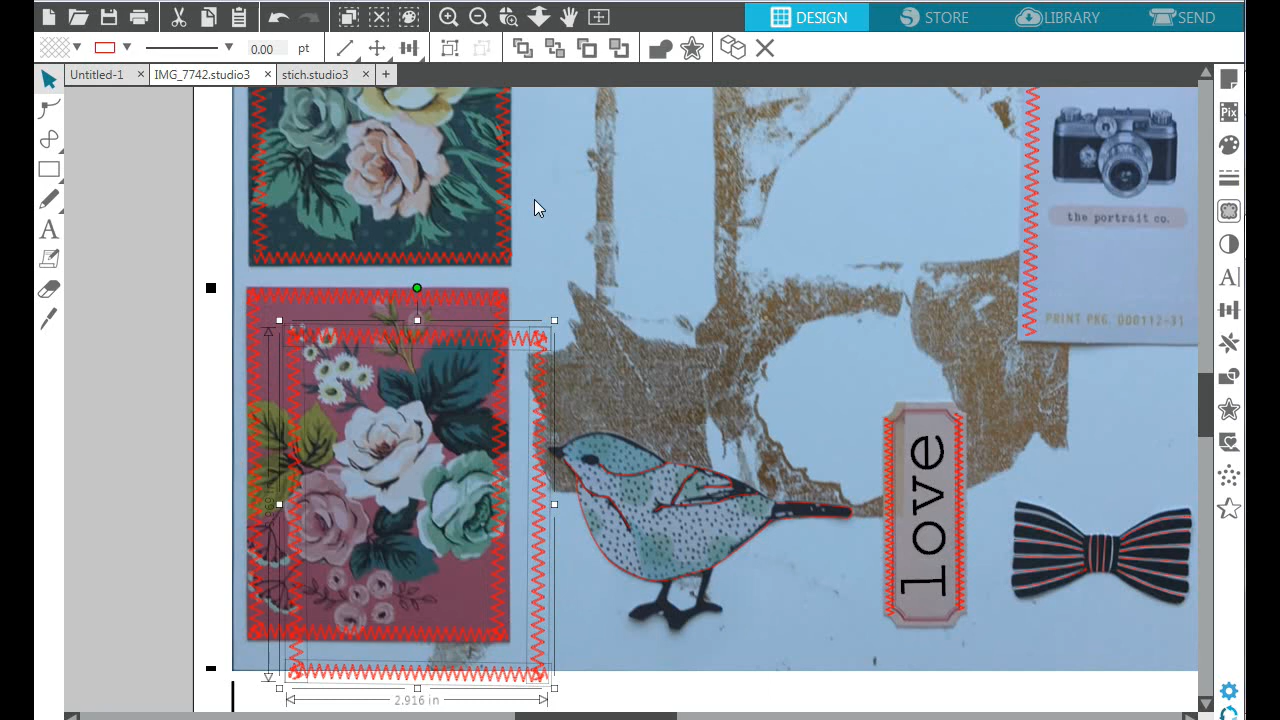 DESIGN
STORE
LIBRARY
SEND
0.00
pt
Untitled-1
IMG_7742.studio3
stich.studio3
the portrait co.
PRINT PKG. 000112-31
love
2.916 in